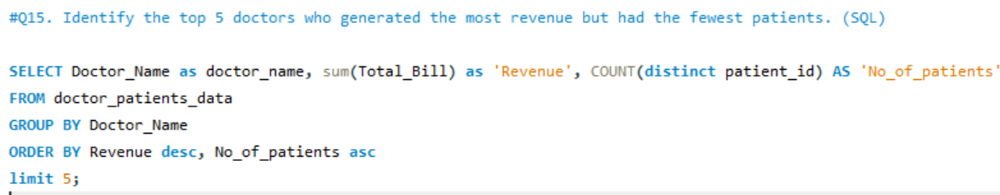 #Q15. Identify the top 5 doctors who generated the most revenue but had the fewest patients. (SQL)
SELECT Doctor_Name as doctor_name, sum(Total_Bill) as 'Revenue', COUNT(distinct patient_id) AS 'No_of_patients'
FROM doctor_patients_data
GROUP BY Doctor_Name
ORDER BY Revenue desc, No_of_patients asc
limit 5;